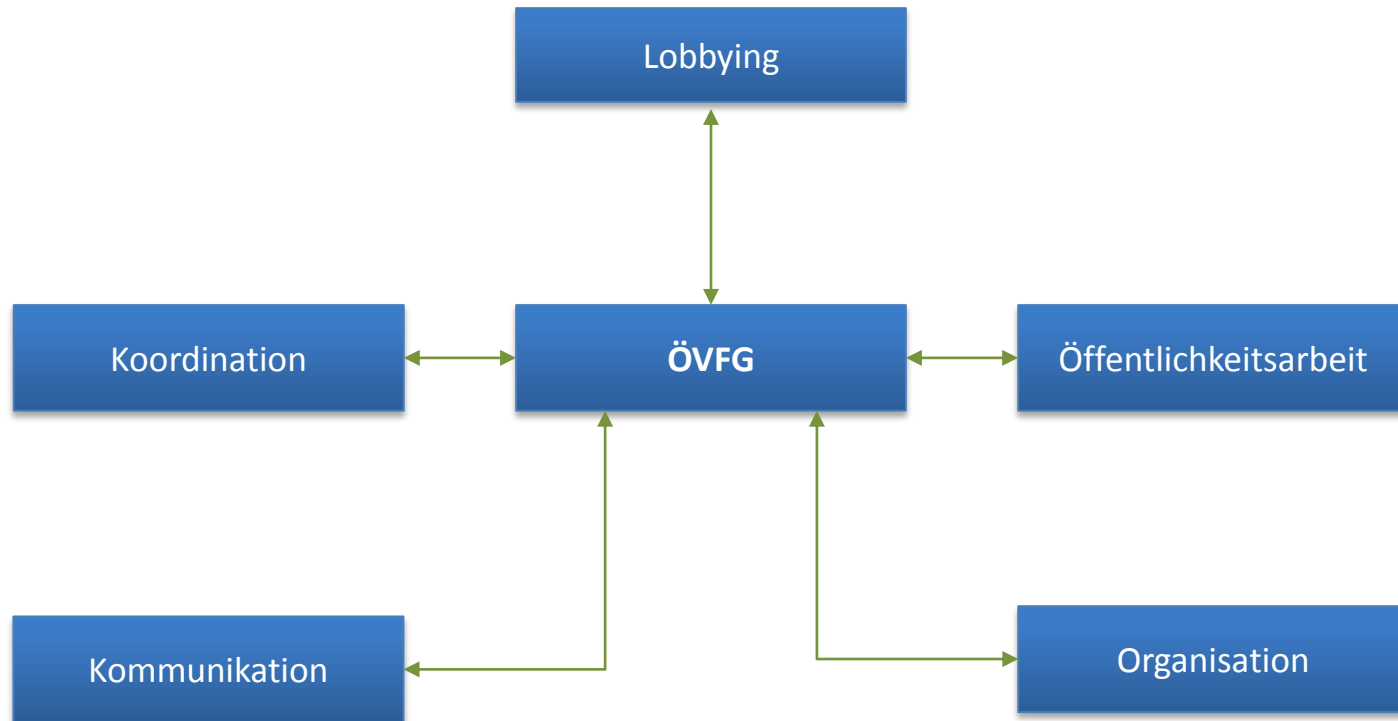 Lobbying
Koordination
ÖVFG
Öffentlichkeitsarbeit
Kommunikation
Organisation